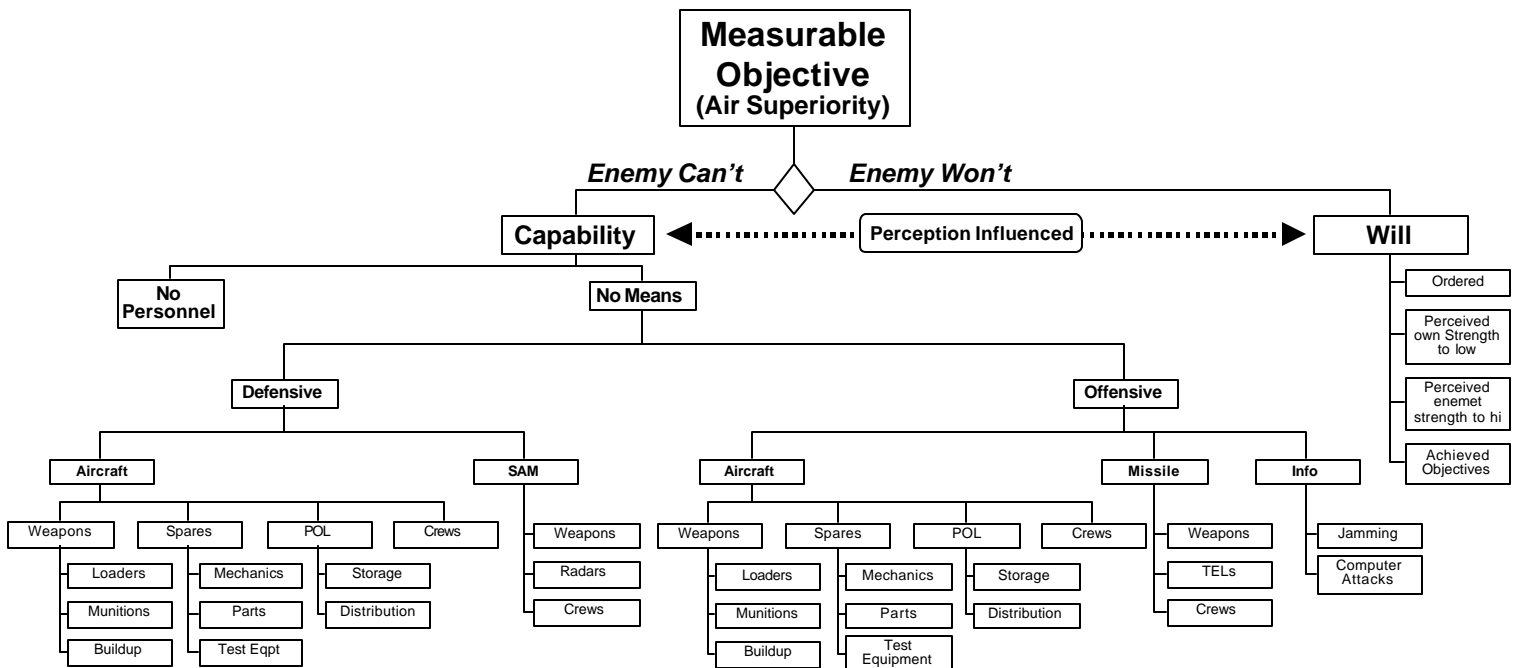 Measurable
Objective
(Air Superiority)
Enemy Can't
Enemy Won't
Capability
Perception Influenced
Will
No
Personnel
No Means
Ordered
Perceived
own Strength
to low
Perceived
enemet
strength to hi
Achieved
Objectives
Defensive
Offensive
Aircraft
SAM
Aircraft
Missile
Info
Weapons
Spares
POL
Crews
Weapons
Radars
Crews
Loaders
Munitions
Buildup
Mechanics
Parts
Test Eqpt
Storage
Distribution
Weapons
Spares
POL
Crews
Loaders
Munitions
Buildup
Mechanics
Parts
Test
Equipment
Storage
Distribution
Weapons
TELs
Crews
Jamming
Computer
Attacks